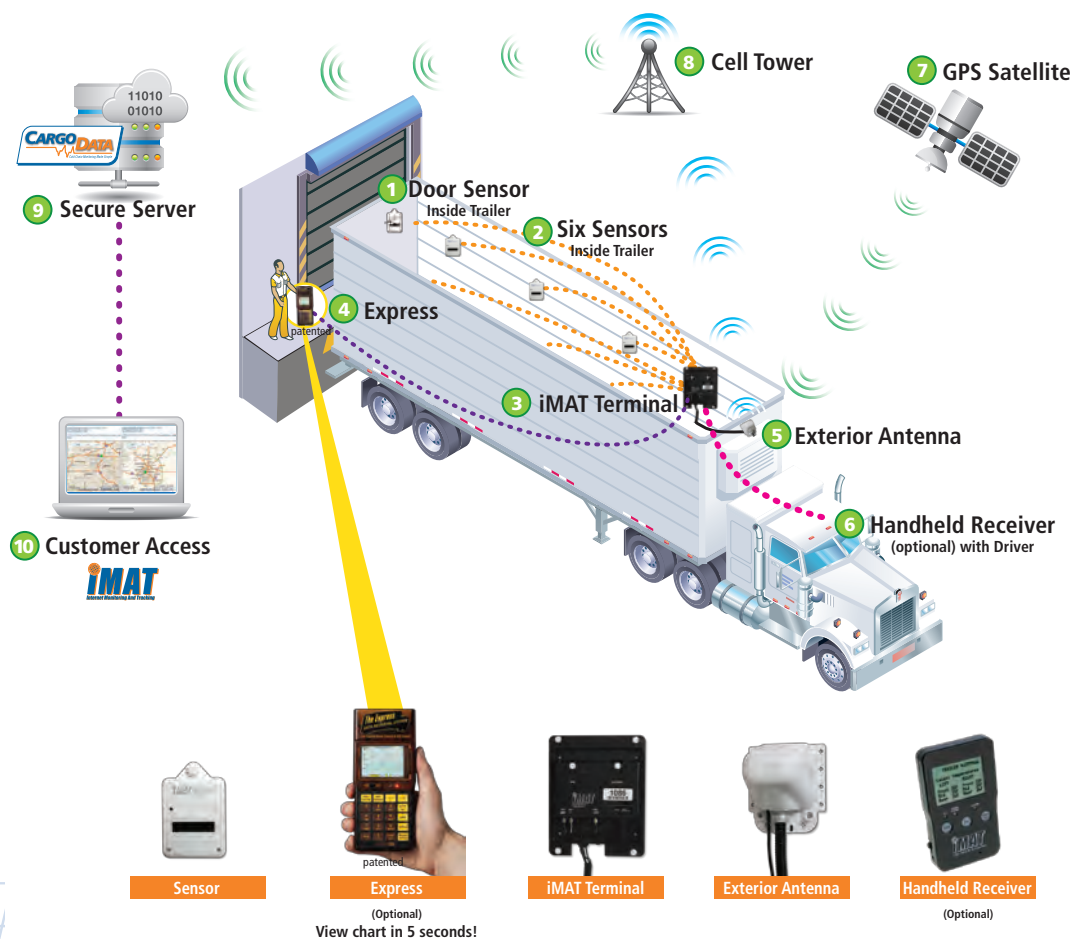 8 Cell Tower
7 GPS Satellite
11010
01010
CARGODATA
9 Secure Server
1 Door Sensor
Inside Trailer
2 Six Sensors
Inside Trailer
4 Express
patented
3 iMAT Terminal
5 Exterior Antenna
6 Handheld Receiver
(optional) with Driver
10 Customer Access
iMAT
Internet Monitoring And Tracking
The Express
1086
iMAT
iMAT
patented
Sensor
Express
iMAT Terminal
Exterior Antenna
Handheld Receiver
(Optional)
(Optional)
View chart in 5 seconds!